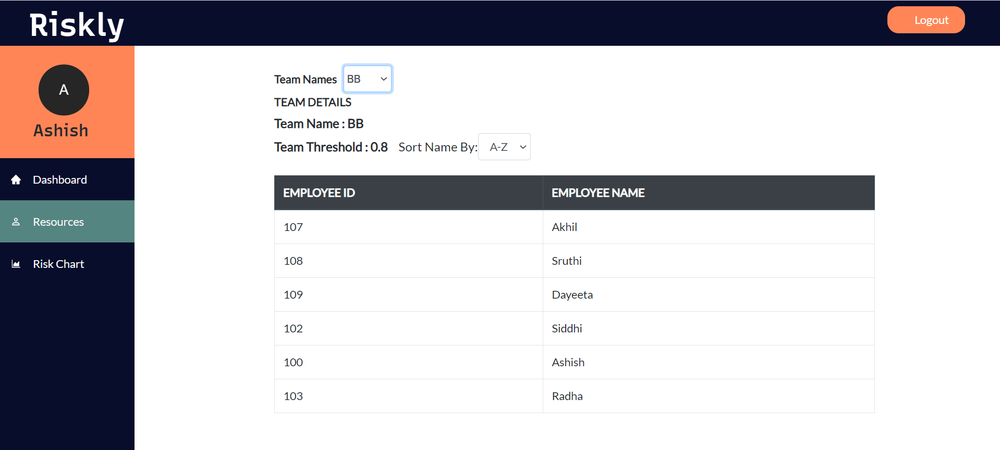 Riskly
Logout
A
Ashish
Dashboard
Resources
Risk Chart
Team Names BB
TEAM DETAILS
Team Name : BB
Team Threshold : 0.8 Sort Name By: A-Z
EMPLOYEE ID EMPLOYEE NAME
107 Akhil
108 Sruthi
109 Dayeeta
102 Siddhi
100 Ashish
103 Radha